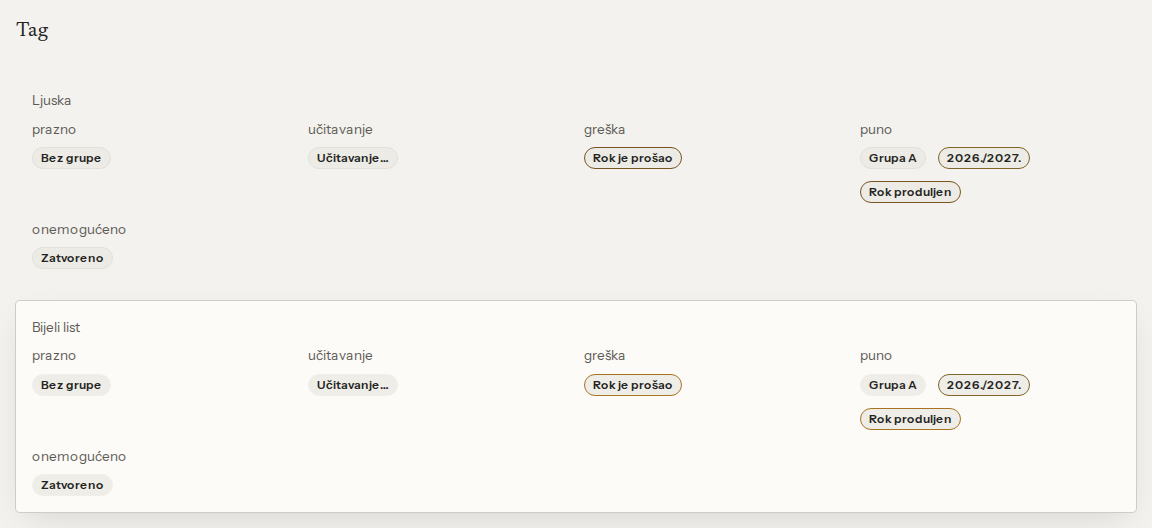 Tag
Ljuska
prazno učitavanje greška puno
Bez grupe Učitavanje… Rok je prošao Grupa A 2026./2027.
Rok produljen
onemogućeno
Zatvoreno
Bijeli list
prazno učitavanje greška puno
Bez grupe Učitavanje… Rok je prošao Grupa A 2026./2027.
Rok produljen
onemogućeno
Zatvoreno